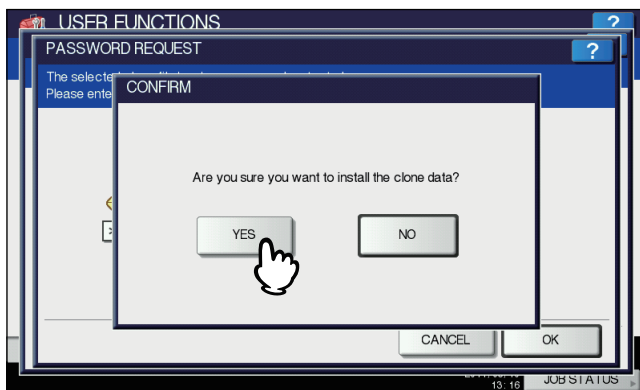 USER FUNCTIONS
?
PASSWORD REQUEST
?
The selected
Please ente
CONFIRM
Are you sure you want to install the clone data?
YES
NO
CANCEL
OK
13:16
JOB STATUS